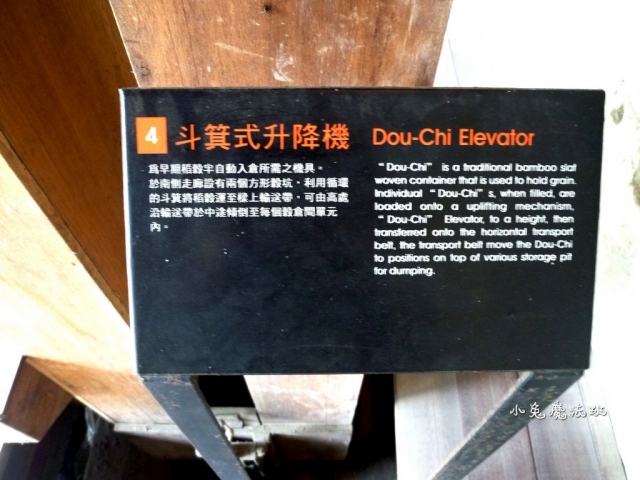 4 斗箕式升降機 Dou-Chi Elevator
為早期稻穀牢自動入倉所需之機具。
於南側走廊設有兩個方形穀坑，利用循環
的斗箕將稻穀運至樑上輸送帶，可由高處
沿輸送帶於中途傾倒至每個穀倉間單元
內。
“Dou-Chi” is a traditional bamboo slat
woven container that is used to hold grain.
Individual “Dou-Chi”s, when filled, are
loaded onto a uplifting mechanism,
“Dou-Chi” Elevator, to a height, then
transferred onto the horizontal transport
belt, the transport belt move the Dou-Chi
to positions on top of various storage pit
for dumping.
小兔魔法班